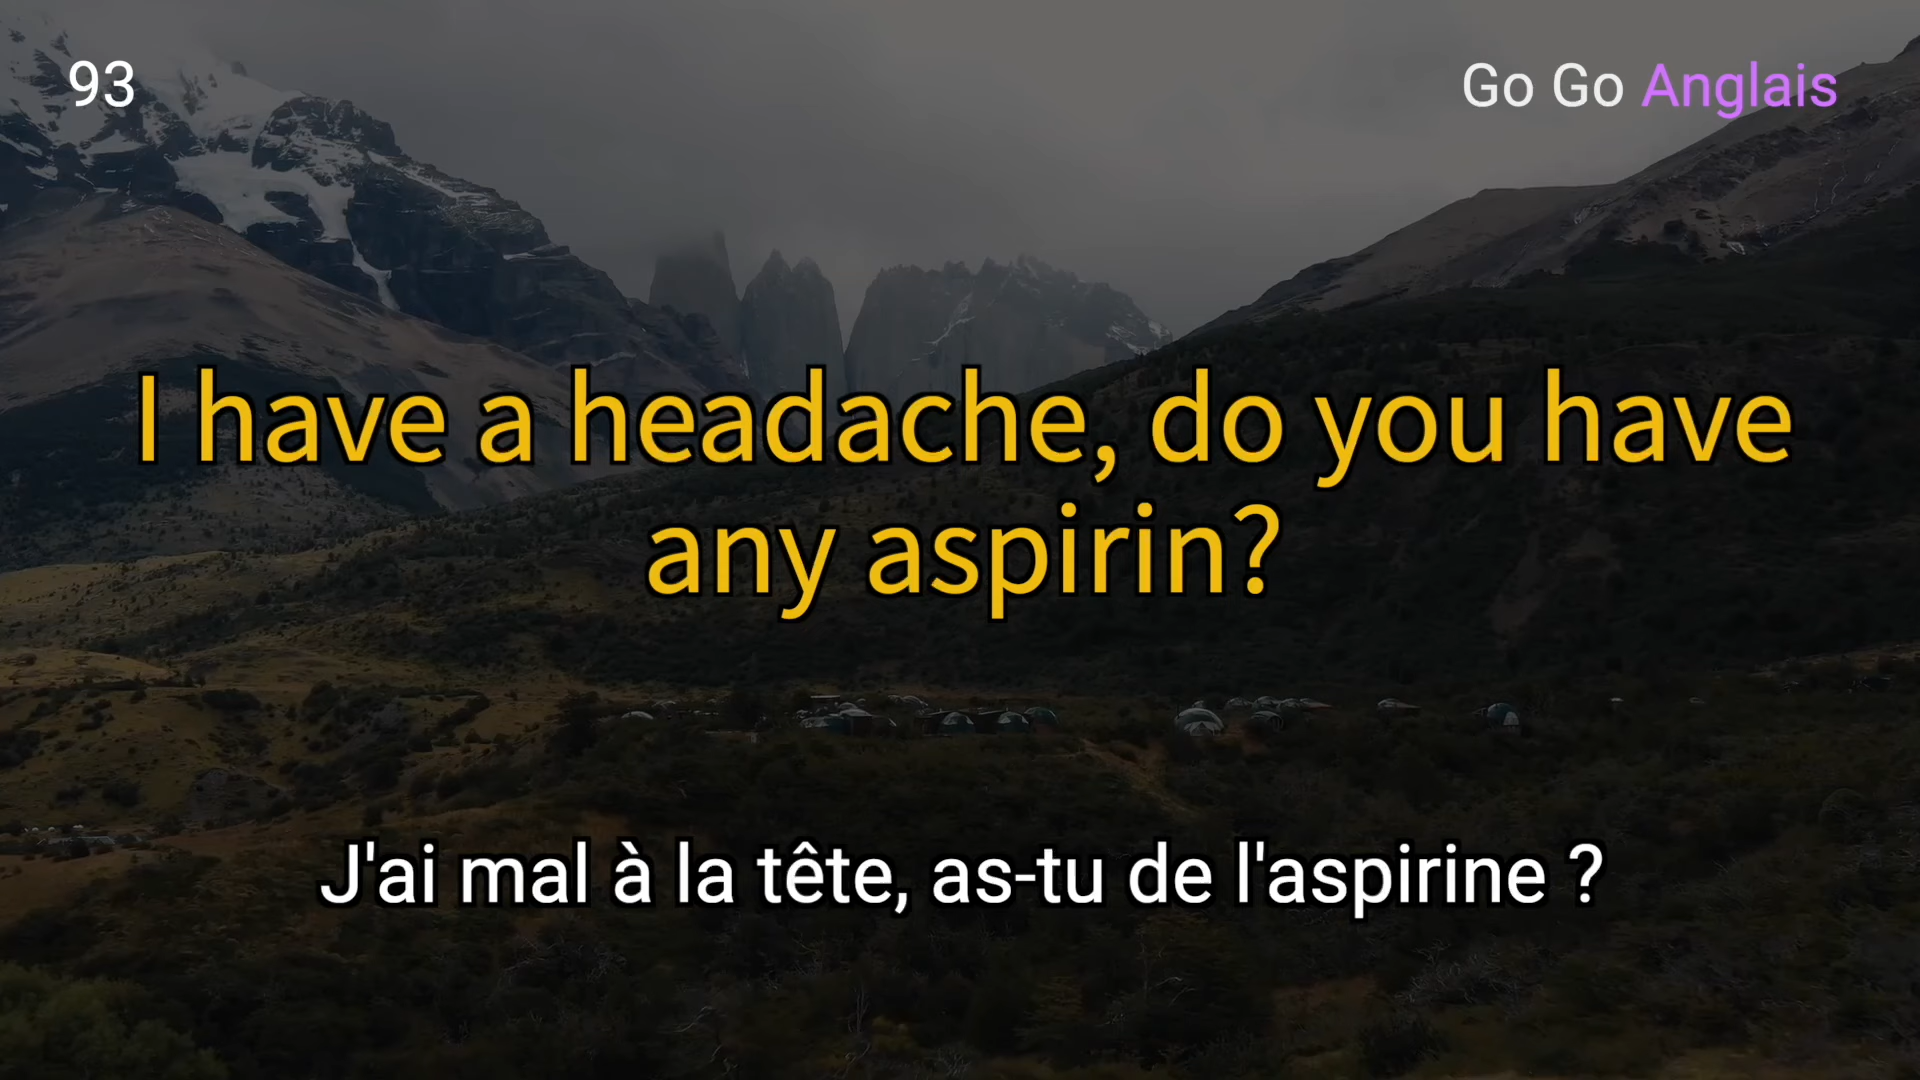 93
Go Go Anglais
I have a headache, do you have
any aspirin?
J'ai mal à la tête, as-tu de l'aspirine ?